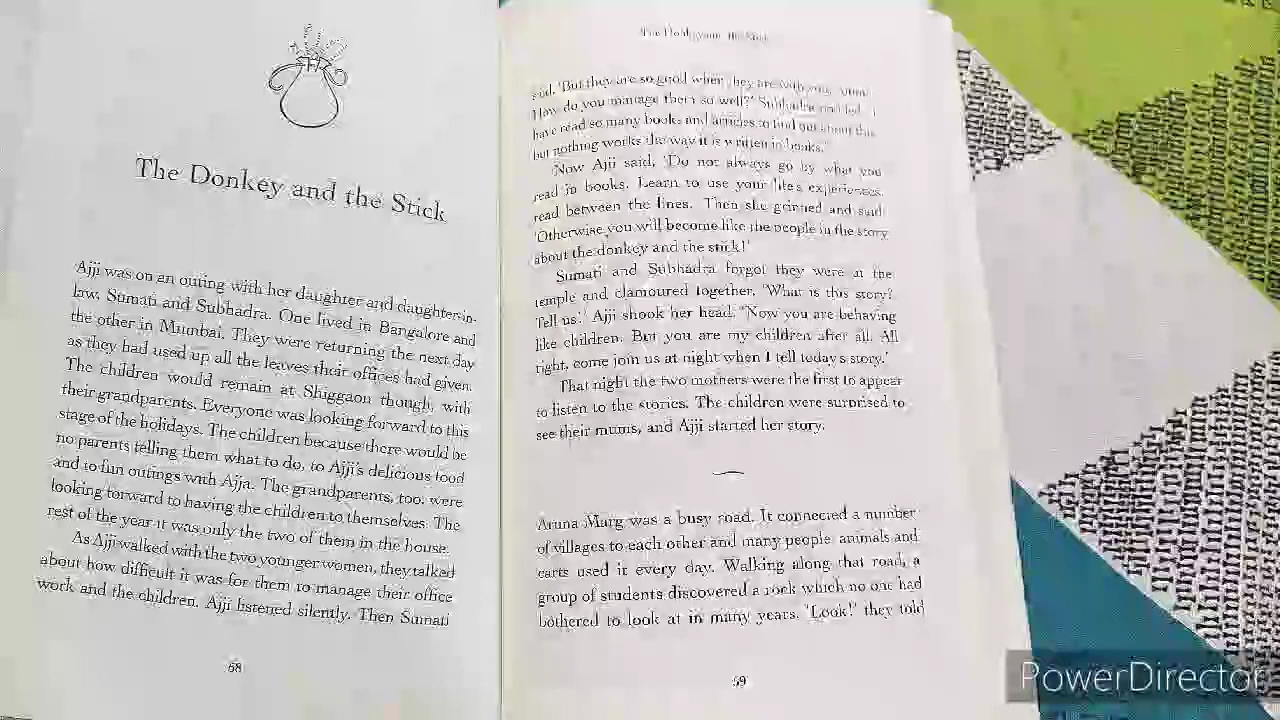 The Donkey and the Stick
Ajji was on an outing with her daughter and daughter-in-
law, Sumati and Subhadra. One lived in Bangalore and
the other in Mumbai. They were returning the next day
as they had used up all the leaves their offices had given.
The children would remain at Shiggaon though, with
their grandparents. Everyone was looking forward to this
stage of the holidays. The children because there would be
no parents telling them what to do, to Ajji's delicious food
and to fun outings with Ajja. The grandparents, too, were
looking forward to having the children to themselves. The
rest of the year it was only the two of them in the house.
As Ajji walked with the two younger women, they talked
about how difficult it was for them to manage their office
work and the children. Ajji listened silently. Then Sumati
58
The Donkey and the Stick
said, 'But they are so good when they are with you,
How do you manage them so well?' Subhadra
have read so many books and articles to find out about this
but nothing works the way it is written in books.'
Now Ajji said, 'Do not always go by what you
read in books. Learn to use your life's experiences,
read between the lines.' Then she grinned and said
'Otherwise you will become like the people in the story
about the donkey and the stick!'
Sumati and Subhadra forgot they were at the
temple and clamoured together, 'What is this story?
Tell us.' Ajji shook her head. 'Now you are behaving
like children. But you are my children after all. All
right, come join us at night when I tell today's story.'
That night the two mothers were the first to appear
to listen to the stories. The children were surprised to
see their mums, and Ajji started her story.
Aruna Marg was a busy road. It connected a number
of villages to each other and many people animals and
carts used it every day. Walking along that road, a
group of students discovered a rock which no one had
bothered to look at in many years. 'Look!' they told
59
PowerDirector